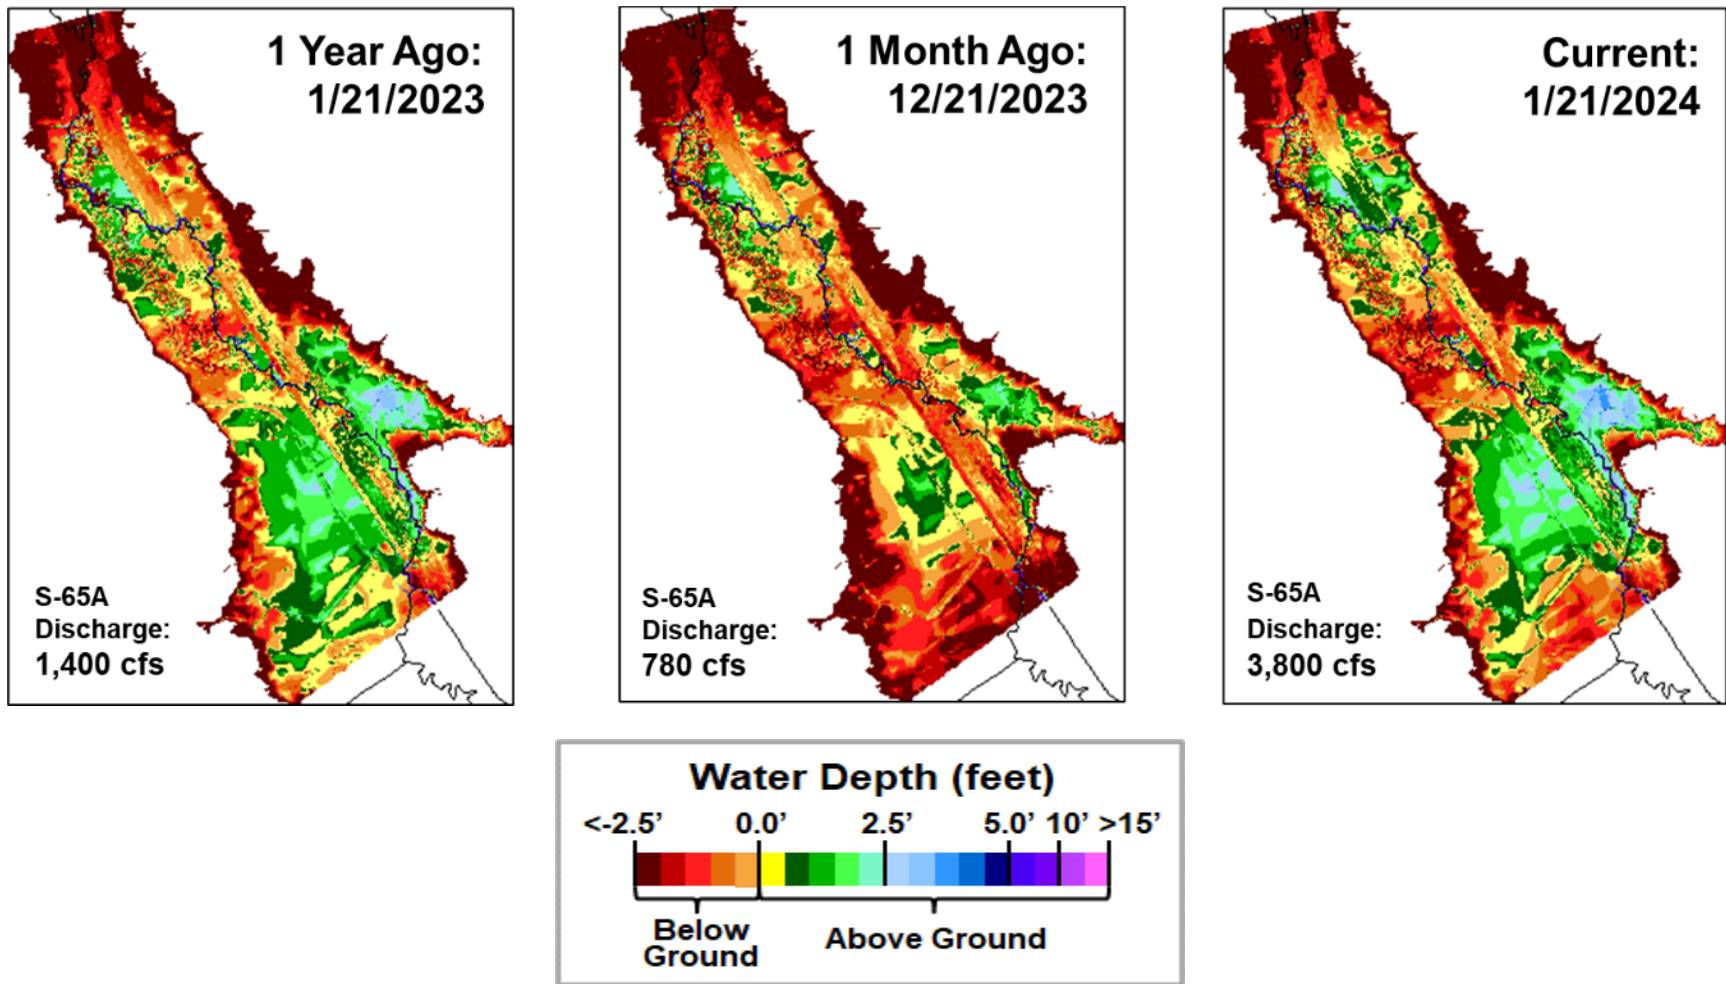 1 Year Ago:
1/21/2023
S-65A
Discharge:
1,400 cfs
1 Month Ago:
12/21/2023
S-65A
Discharge:
780 cfs
Current:
1/21/2024
S-65A
Discharge:
3,800 cfs
Water Depth (feet)
<-2.5' 0.0' 2.5' 5.0' 10' >15'
Below
Ground
Above Ground